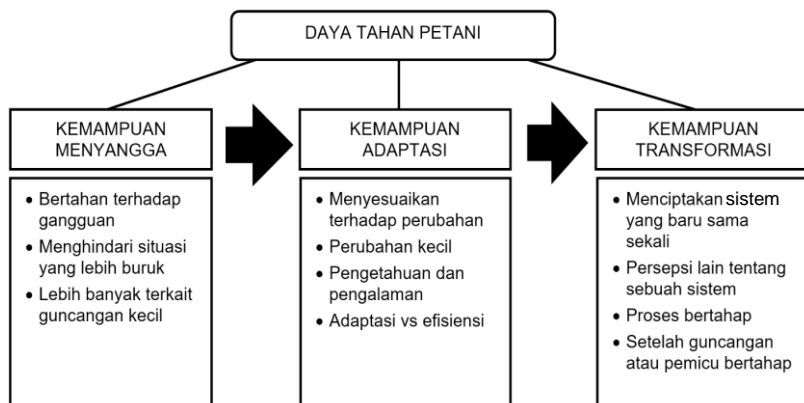 DAYA TAHAN PETANI
KEMAMPUAN
MENYANGGA
• Bertahan terhadap
gangguan
• Menghindari situasi
yang lebih buruk
• Lebih banyak terkait
guncangan kecil
KEMAMPUAN
ADAPTASI
• Menyesuaikan
terhadap perubahan
• Perubahan kecil
• Pengetahuan dan
pengalaman
• Adaptasi vs efisiensi
KEMAMPUAN
TRANSFORMASI
• Menciptakan sistem
yang baru sama
sekali
• Persepsi lain tentang
sebuah sistem
• Proses bertahap
• Setelah guncangan
atau pemicu bertahap